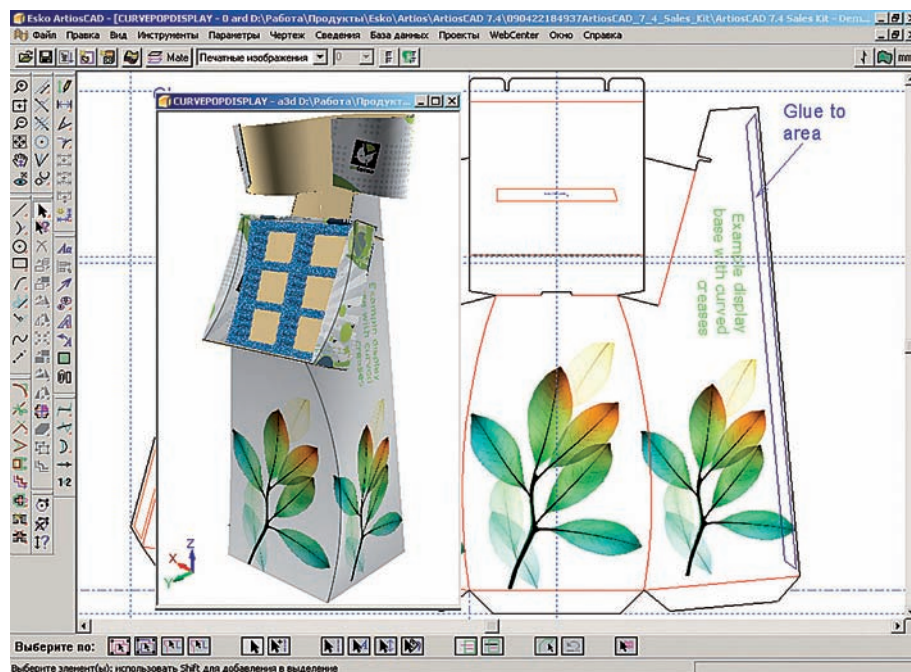 Esko ArtiosCAD - [CURVEPOPDISPLAY - 0 ard D:\Работа\Продукты\Esko\Artios\ArtiosCAD 7.4\090422184937ArtiosCAD_7_4_Sales_Kit\ArtiosCAD 7.4 Sales Kit - Dem...
Файл Правка Вид Инструменты Параметры Чертеж Сведения База данных Проекты WebCenter Окно Справка
Mate Печатные изображения 0 mm
CURVEPOPDISPLAY - a3d D:\Работа\Продукт...
Glue to
area
Example display
base with curved
creases
Z
X
Y
1-2
Выберите по:
Выберите элемент(ы); использовать Shift для добавления в выделение